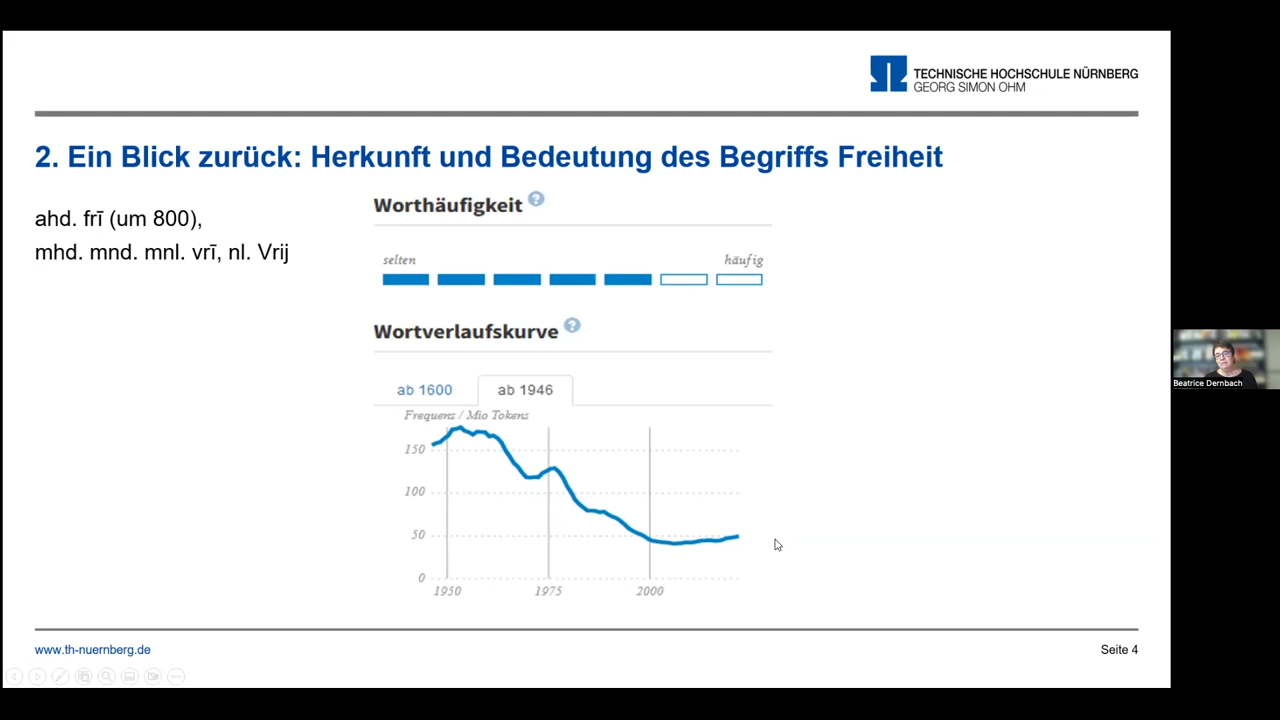 TECHNISCHE HOCHSCHULE NÜRNBERG
GEORG SIMON OHM
2. Ein Blick zurück: Herkunft und Bedeutung des Begriffs Freiheit
ahd. frī (um 800),
mhd. mnd. mnl. vrī, nl. Vrij
Worthäufigkeit ?
selten häufig
Wortverlaufskurve ?
ab 1600 ab 1946
Frequenz / Mio Tokens
150
100
50
0
1950 1975 2000
Beatrice Dernbach
www.th-nuernberg.de Seite 4